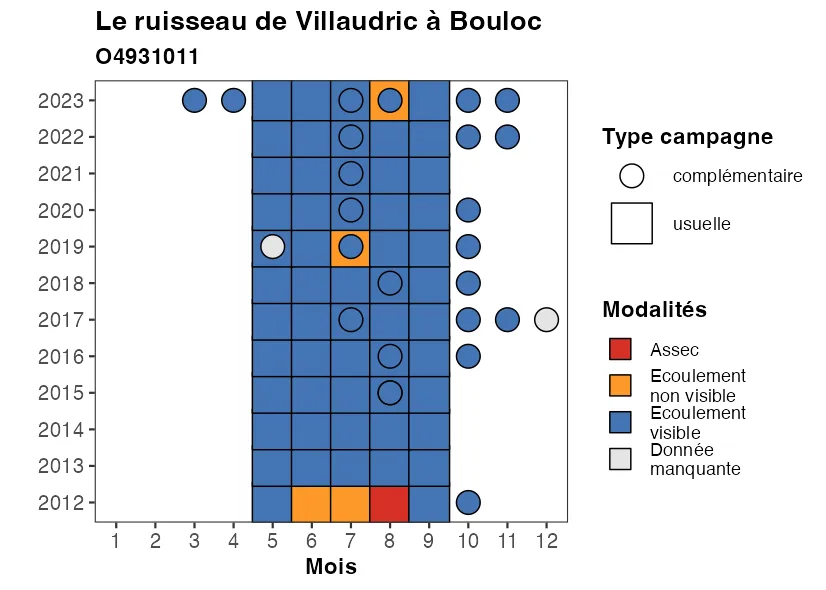 Le ruisseau de Villaudric à Bouloc
O4931011
2023
2022
2021
2020
2019
2018
2017
2016
2015
2014
2013
2012
1 2 3 4 5 6 7 8 9 10 11 12
Mois
Type campagne
complémentaire
usuelle
Modalités
Assec
Ecoulement
non visible
Ecoulement
visible
Donnée
manquante